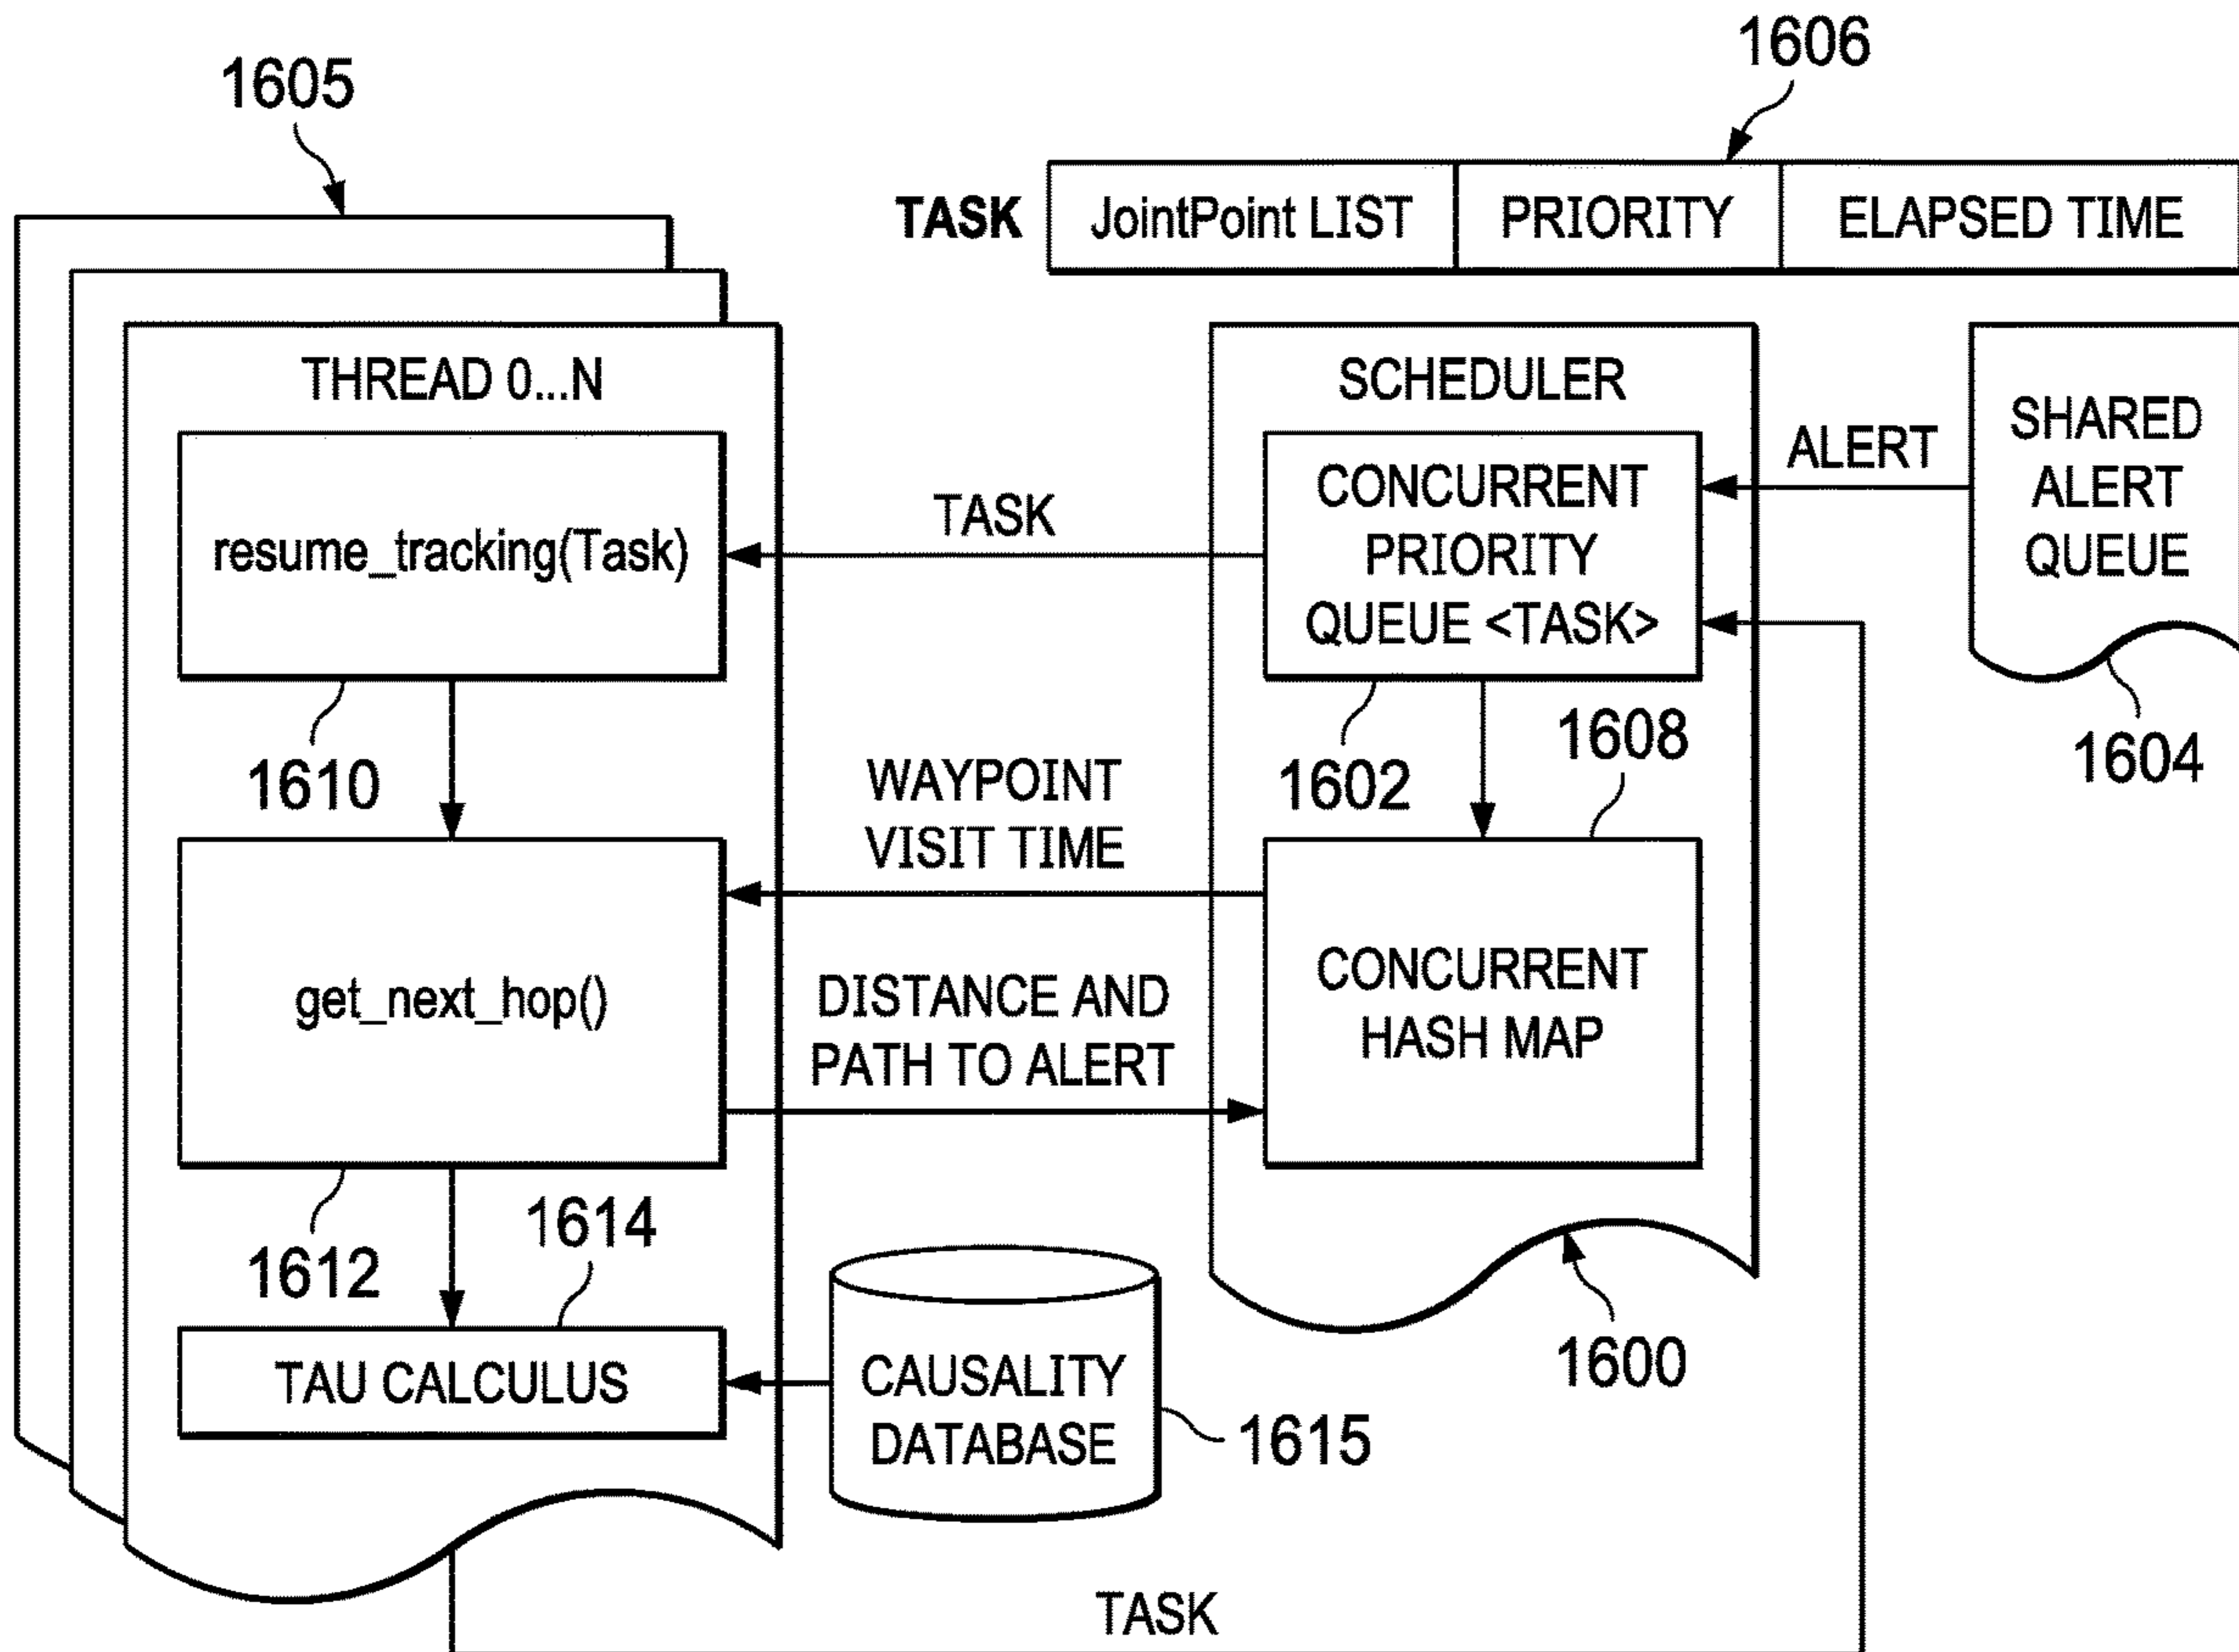 1606
1605
TASK
JointPoint LIST
PRIORITY
ELAPSED TIME
THREAD 0...N
resume_tracking(Task)
1610
get_next_hop()
1612
1614
TAU CALCULUS
TASK
WAYPOINT
VISIT TIME
DISTANCE AND
PATH TO ALERT
CAUSALITY
DATABASE
1615
SCHEDULER
CONCURRENT
PRIORITY
QUEUE <TASK>
1602
1608
CONCURRENT
HASH MAP
1600
ALERT
SHARED
ALERT
QUEUE
1604
TASK